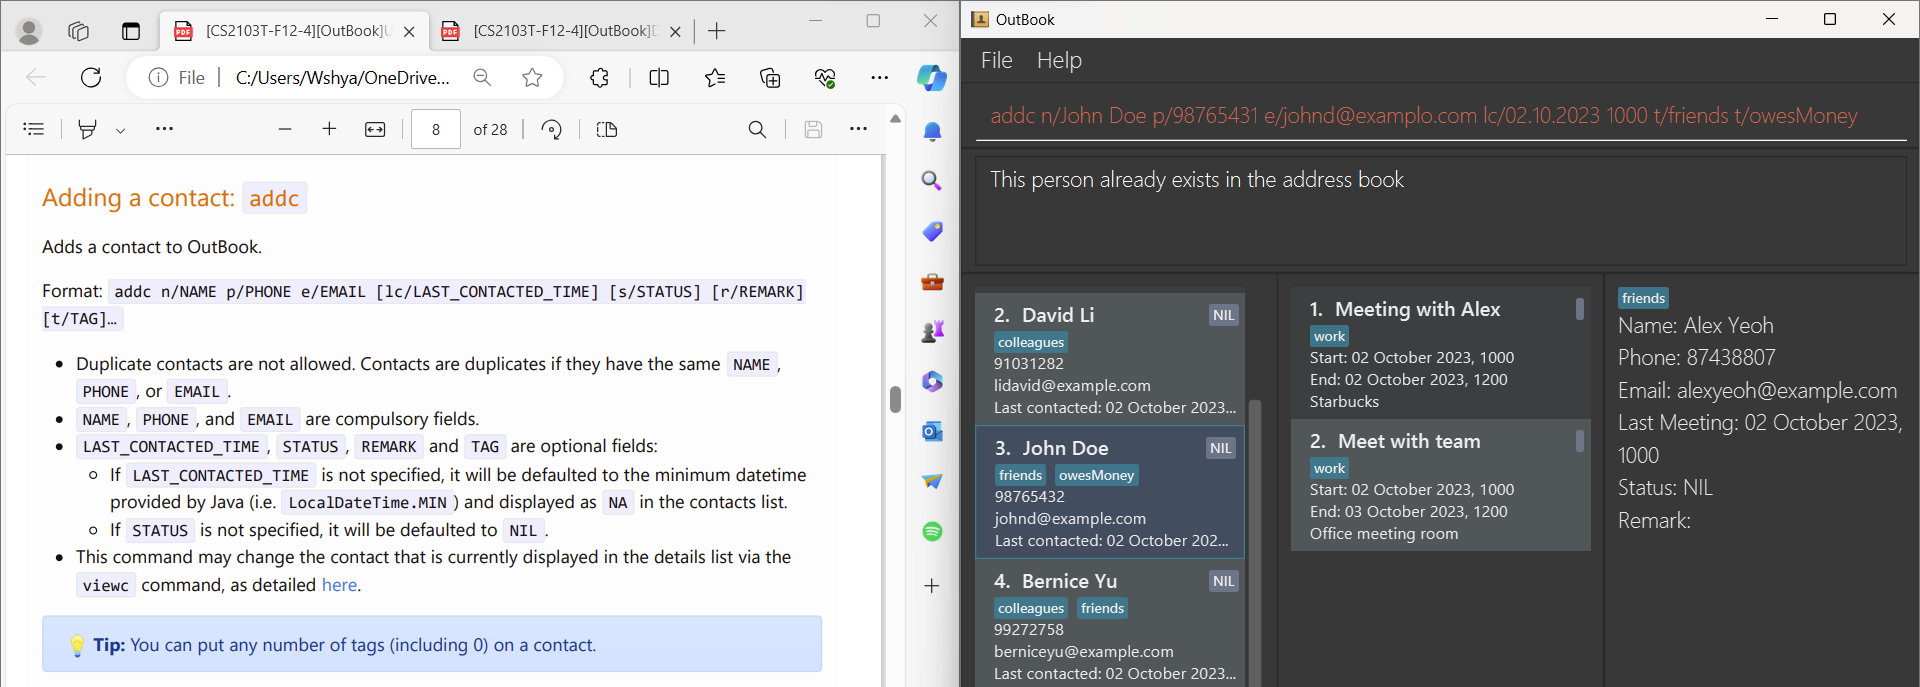 [CS2103T-F12-4][OutBook]U
[CS2103T-F12-4][OutBook]D
File
C:/Users/Wshya/OneDrive...
8 of 28
Adding a contact: addc
Adds a contact to OutBook.
Format: addc n/NAME p/PHONE e/EMAIL [lc/LAST_CONTACTED_TIME] [s/STATUS] [r/REMARK]
[t/TAG]…
• Duplicate contacts are not allowed. Contacts are duplicates if they have the same NAME,
PHONE, or EMAIL.
• NAME, PHONE, and EMAIL are compulsory fields.
• LAST_CONTACTED_TIME, STATUS, REMARK and TAG are optional fields:
○ If LAST_CONTACTED_TIME is not specified, it will be defaulted to the minimum datetime
provided by Java (i.e. LocalDateTime.MIN) and displayed as NA in the contacts list.
○ If STATUS is not specified, it will be defaulted to NIL.
• This command may change the contact that is currently displayed in the details list via the
viewc command, as detailed here.
Tip: You can put any number of tags (including 0) on a contact.
OutBook
File Help
addc n/John Doe p/98765431 e/johnd@examplo.com lc/02.10.2023 1000 t/friends t/owesMoney
This person already exists in the address book
2. David Li NIL
colleagues
91031282
lidavid@example.com
Last contacted: 02 October 2023...
3. John Doe NIL
friends owesMoney
98765432
johnd@example.com
Last contacted: 02 October 202...
4. Bernice Yu NIL
colleagues friends
99272758
berniceyu@example.com
Last contacted: 02 October 2023...
1. Meeting with Alex
work
Start: 02 October 2023, 1000
End: 02 October 2023, 1200
Starbucks
2. Meet with team
work
Start: 02 October 2023, 1000
End: 03 October 2023, 1200
Office meeting room
friends
Name: Alex Yeoh
Phone: 87438807
Email: alexyeoh@example.com
Last Meeting: 02 October 2023,
1000
Status: NIL
Remark: